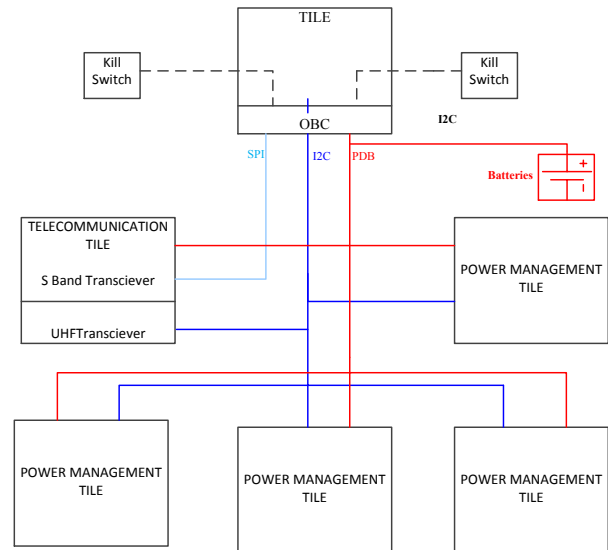 TILE
Kill
Switch
Kill
Switch
I2C
OBC
SPI
I2C
PDB
Batteries
+
TELECOMMUNICATION
TILE
S Band Transciever
UHFTransciever
POWER MANAGEMENT
TILE
POWER MANAGEMENT
TILE
POWER MANAGEMENT
TILE
POWER MANAGEMENT
TILE